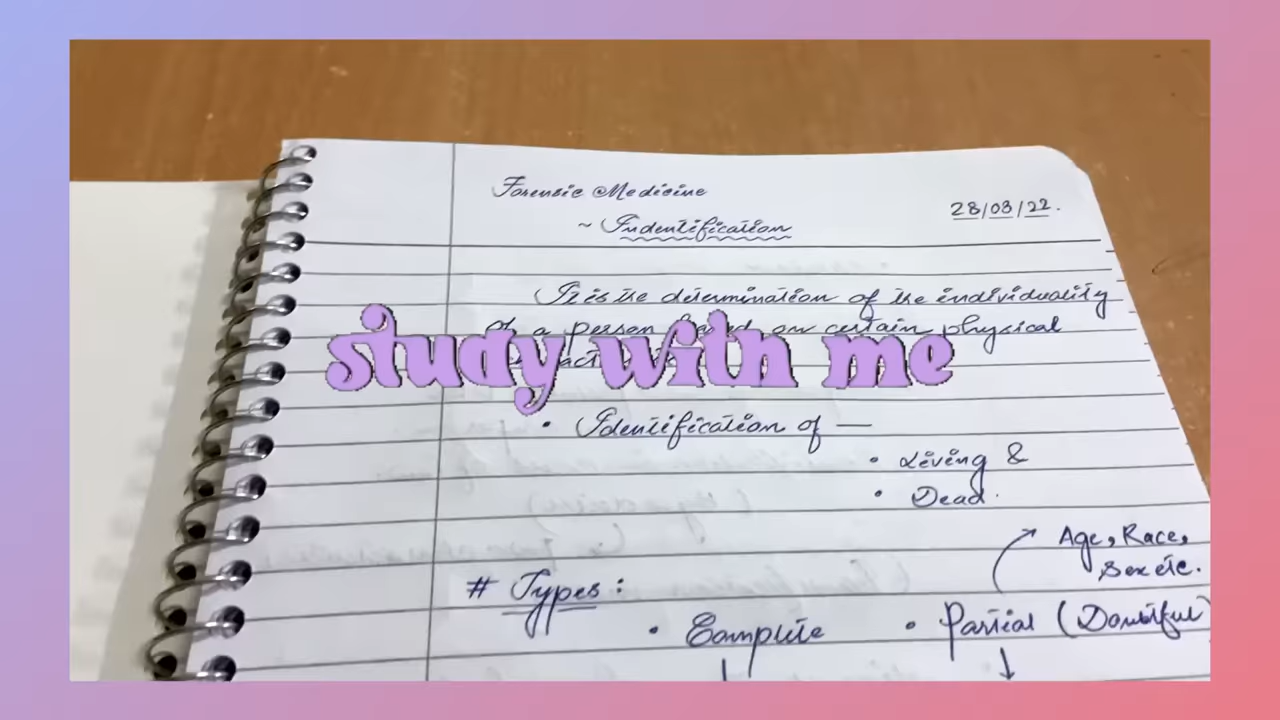 Forensic Medicine
28/03/22.
~ Indentification
It is the determination of the individuality
of a person based on certain physical
study with me
• Identification of —
• Living &
• Dead.
Age, Race,
Sex etc.
# Types :
• Complete
• Partial (Doubtful)